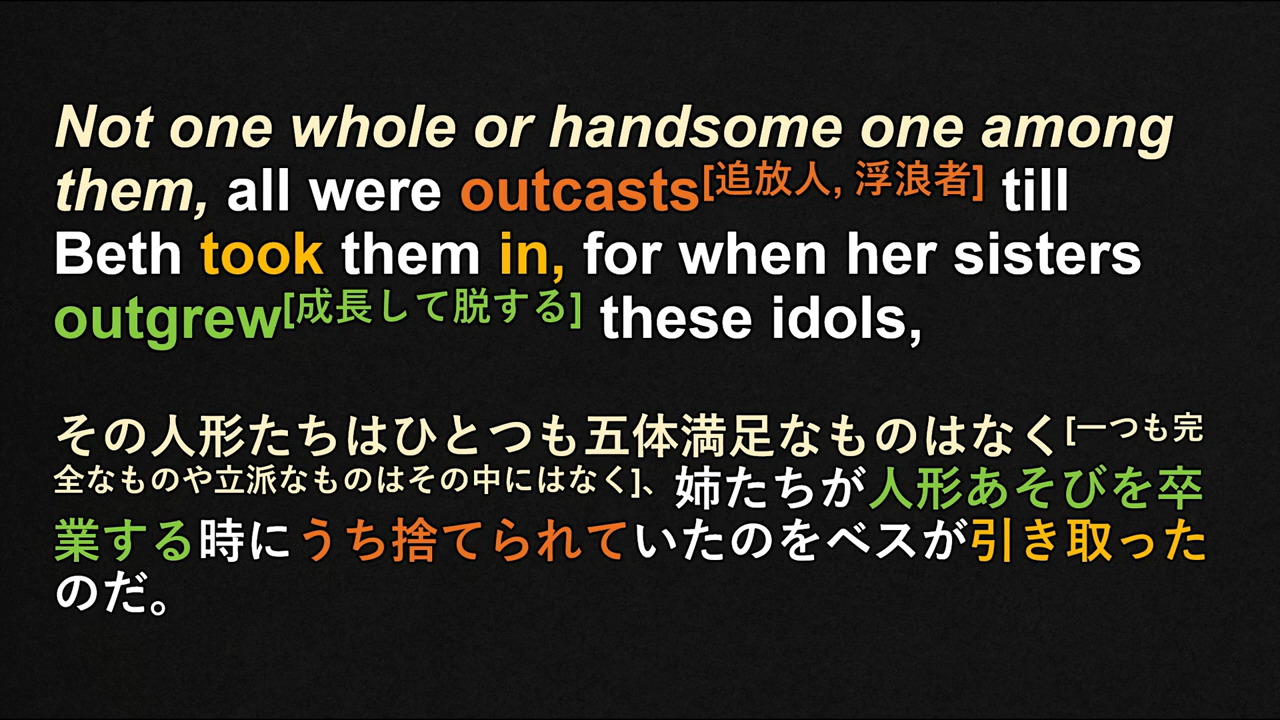 Not one whole or handsome one among
them, all were outcasts[追放人, 浮浪者] till
Beth took them in, for when her sisters
outgrew[成長して脱する] these idols,
その人形たちはひとつも五体満足なものはなく[一つも完
全なものや立派なものはその中にはなく]、姉たちが人形あそびを卒
業する時にうち捨てられていたのをベスが引き取った
のだ。